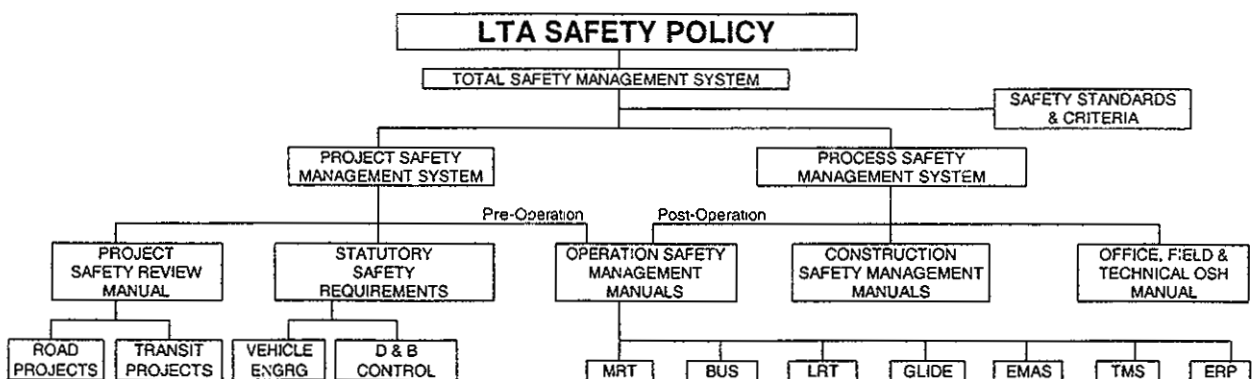 LTA SAFETY POLICY
TOTAL SAFETY MANAGEMENT SYSTEM
SAFETY STANDARDS
& CRITERIA
PROJECT SAFETY
MANAGEMENT SYSTEM
PROCESS SAFETY
MANAGEMENT SYSTEM
Pre-Operation
Post-Operation
PROJECT
SAFETY REVIEW
MANUAL
STATUTORY
SAFETY
REQUIREMENTS
OPERATION SAFETY
MANAGEMENT
MANUALS
CONSTRUCTION
SAFETY MANAGEMENT
MANUALS
OFFICE, FIELD &
TECHNICAL OSH
MANUAL
ROAD
PROJECTS
TRANSIT
PROJECTS
VEHICLE
ENGRG
D & B
CONTROL
MRT
BUS
LRT
GLIDE
EMAS
TMS
ERP